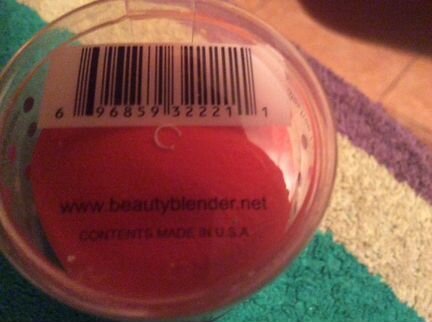 6 96859 32221 1
www.beautyblender.net
CONTENTS MADE IN U.S.A.